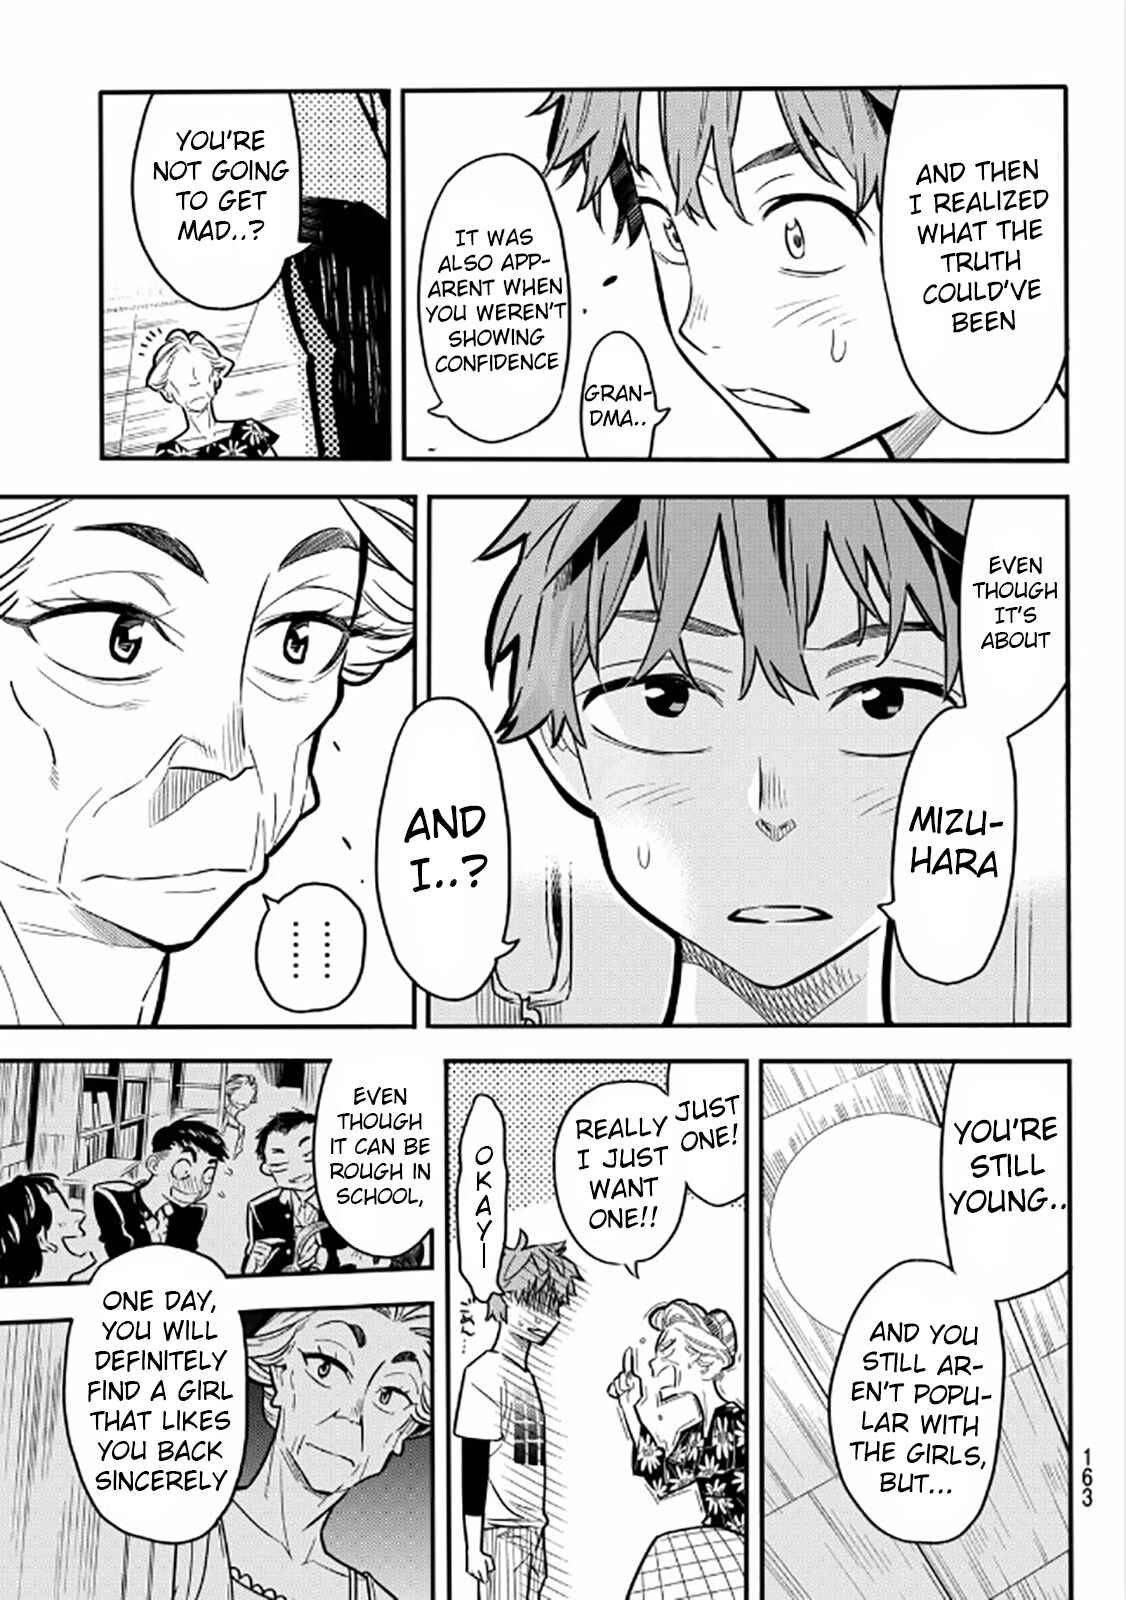 AND THEN
I REALIZED
WHAT THE
TRUTH
COULD'VE
BEEN
GRAN-
DMA..
IT WAS
ALSO APP-
ARENT WHEN
YOU WEREN'T
SHOWING
CONFIDENCE
YOU'RE
NOT GOING
TO GET
MAD..?
EVEN
THOUGH
IT'S
ABOUT
MIZU-
HARA
AND
I..?
……
……
YOU'RE
STILL
YOUNG..
AND YOU
STILL AR-
EN'T POPU-
LAR WITH
THE GIRLS,
BUT...
JUST
ONE!
REALLY
I JUST
WANT
ONE!!
OKAY—
EVEN
THOUGH
IT CAN BE
ROUGH IN
SCHOOL,
ONE DAY,
YOU WILL
DEFINITELY
FIND A GIRL
THAT LIKES
YOU BACK
SINCERELY
163